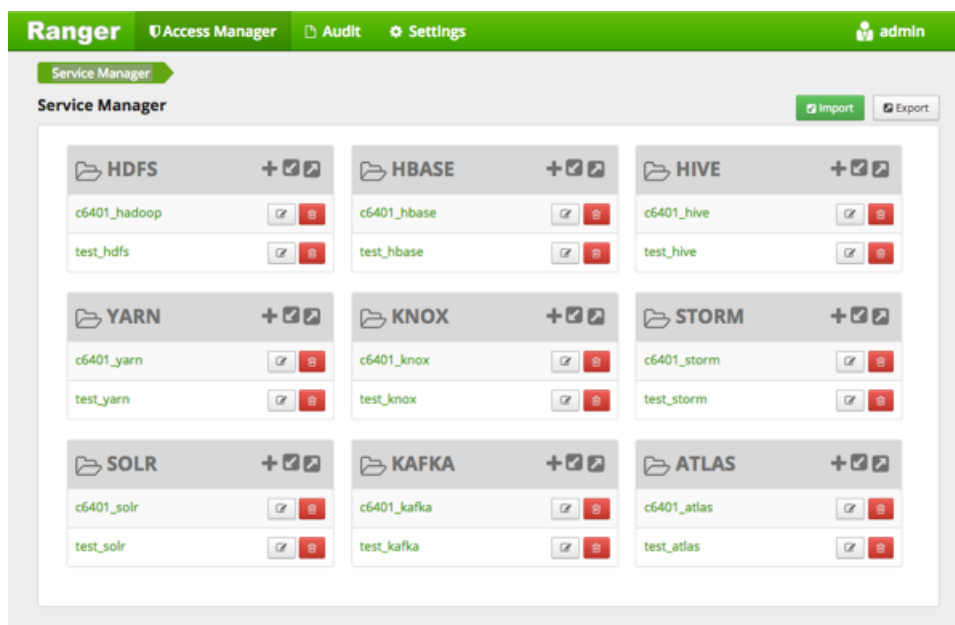 Ranger Access Manager Audit Settings admin
Service Manager
Service Manager Import Export
HDFS HBASE HIVE
c6401_hadoop c6401_hbase c6401_hive
test_hdfs test_hbase test_hive
YARN KNOX STORM
c6401_yarn c6401_knox c6401_storm
test_yarn test_knox test_storm
SOLR KAFKA ATLAS
c6401_solr c6401_kafka c6401_atlas
test_solr test_kafka test_atlas